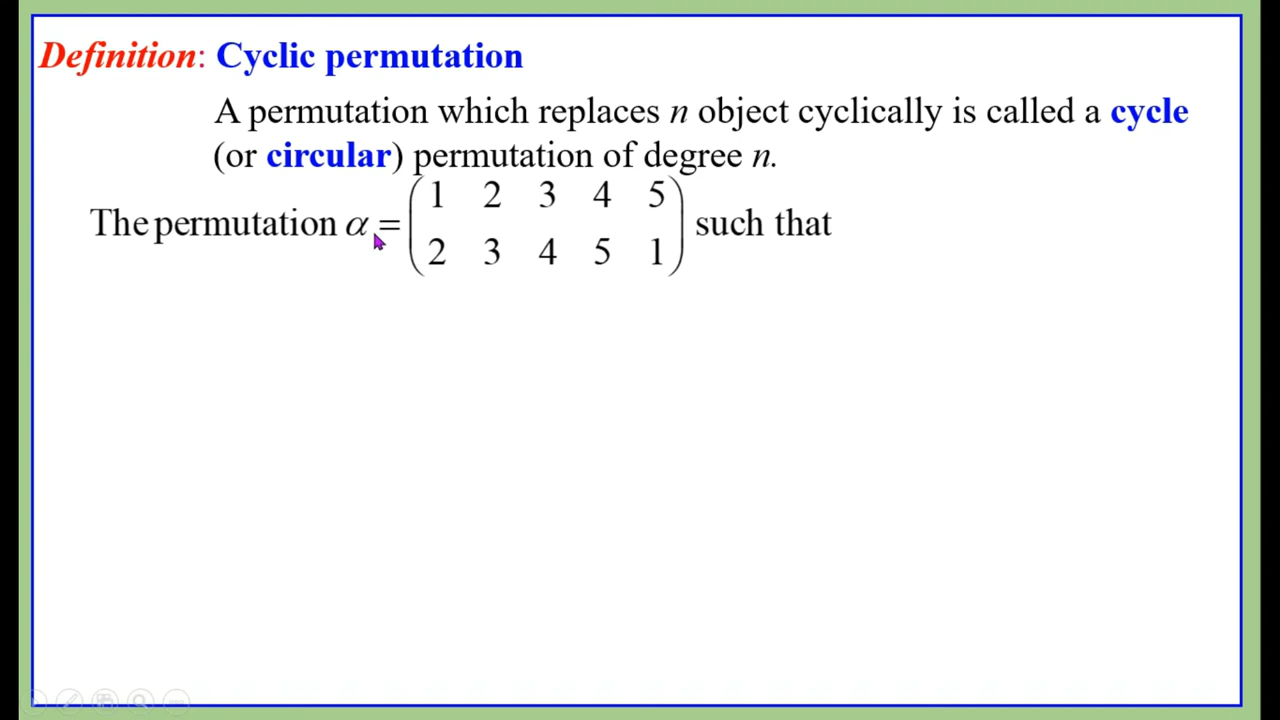 Definition: Cyclic permutation
A permutation which replaces n object cyclically is called a cycle
(or circular) permutation of degree n.
1 2 3 4 5
The permutation α = such that
2 3 4 5 1